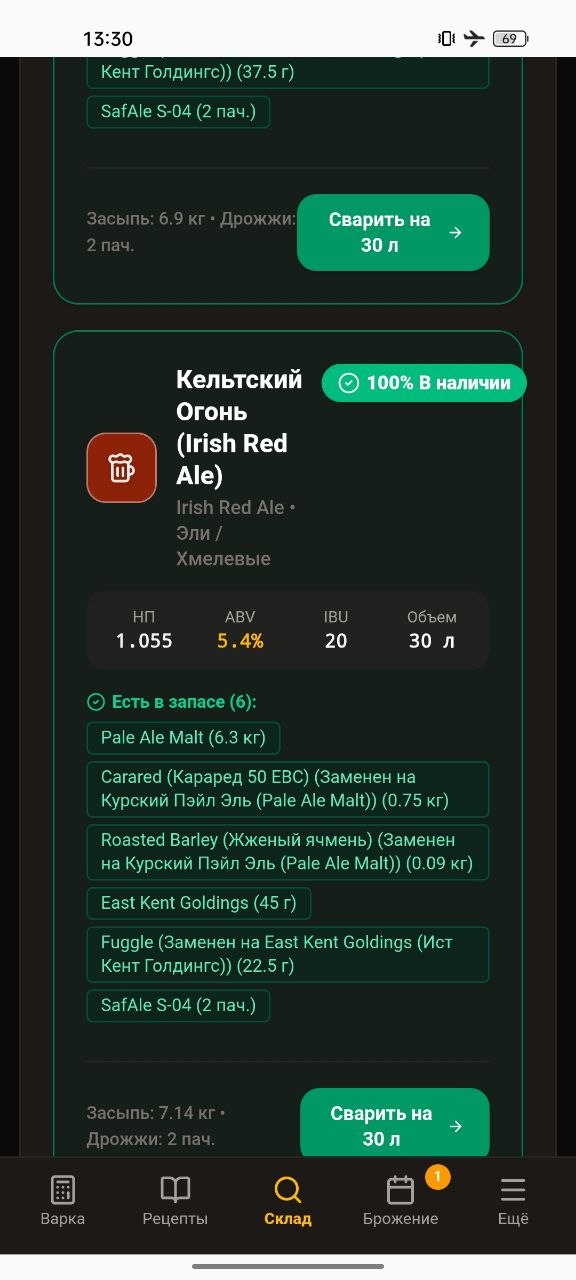 13:30
69
Кент Голдингс)) (37.5 г)
SafAle S-04 (2 пач.)
Засыпь: 6.9 кг • Дрожжи:
2 пач.
Сварить на
30 л
Кельтский
Огонь
(Irish Red
Ale)
100% В наличии
Irish Red Ale •
Эли /
Хмелевые
НП ABV IBU Объем
1.055 5.4% 20 30 л
Есть в запасе (6):
Pale Ale Malt (6.3 кг)
Carared (Караред 50 EBC) (Заменен на
Курский Пэйл Эль (Pale Ale Malt)) (0.75 кг)
Roasted Barley (Жженый ячмень) (Заменен
на Курский Пэйл Эль (Pale Ale Malt)) (0.09 кг)
East Kent Goldings (45 г)
Fuggle (Заменен на East Kent Goldings (Ист
Кент Голдингс)) (22.5 г)
SafAle S-04 (2 пач.)
Засыпь: 7.14 кг •
Дрожжи: 2 пач.
Сварить на
30 л
1
Варка Рецепты Склад Брожение Ещё